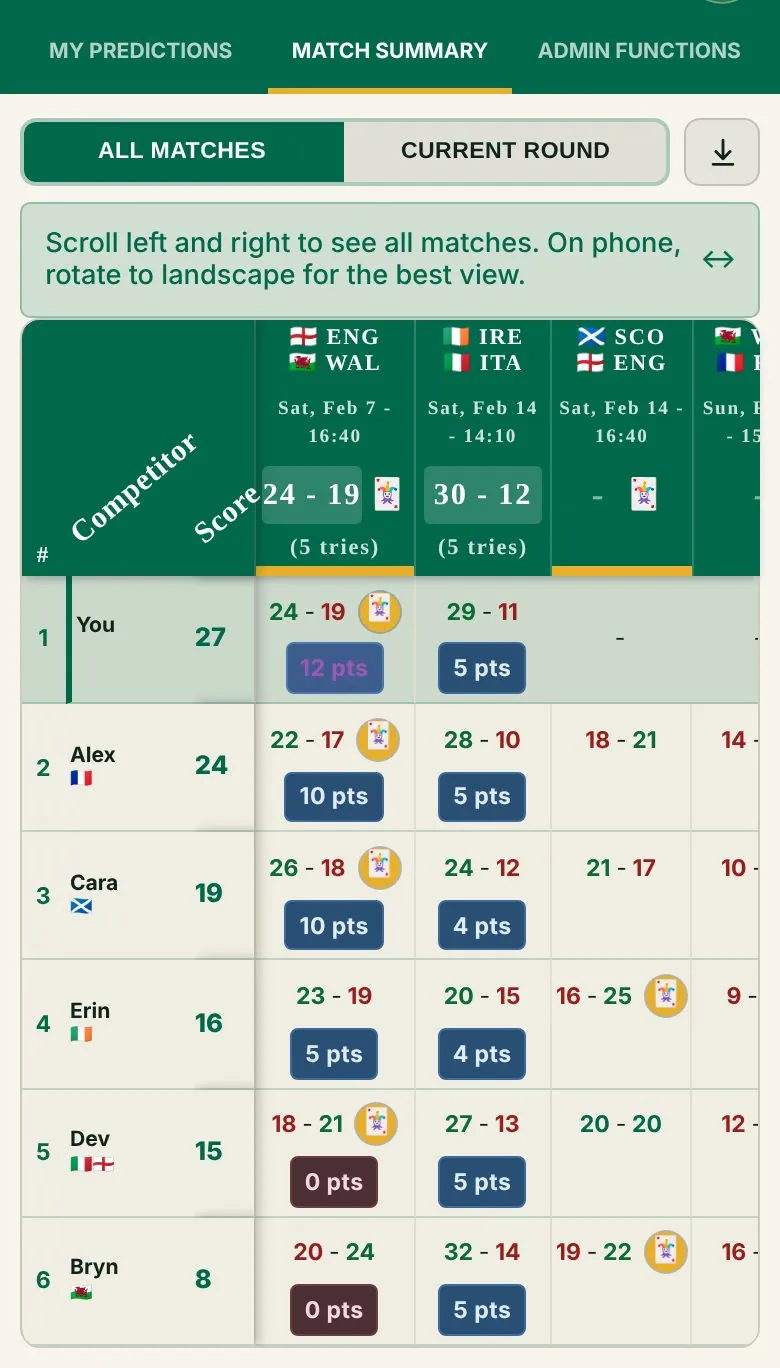 MY PREDICTIONS MATCH SUMMARY ADMIN FUNCTIONS
ALL MATCHES CURRENT ROUND
Scroll left and right to see all matches. On phone,
rotate to landscape for the best view.
# Competitor Score
ENG
WAL
Sat, Feb 7 -
16:40
24 - 19
(5 tries)
IRE
ITA
Sat, Feb 14
- 14:10
30 - 12
(5 tries)
SCO
ENG
Sat, Feb 14 -
16:40
-
Sun,
- 15
-
1 You 27 24 - 19 29 - 11 - -
12 pts 5 pts
2 Alex 24 22 - 17 28 - 10 18 - 21 14 -
10 pts 5 pts
3 Cara 19 26 - 18 24 - 12 21 - 17 10 -
10 pts 4 pts
4 Erin 16 23 - 19 20 - 15 16 - 25 9 -
5 pts 4 pts
5 Dev 15 18 - 21 27 - 13 20 - 20 12 -
0 pts 5 pts
6 Bryn 8 20 - 24 32 - 14 19 - 22 16 -
0 pts 5 pts